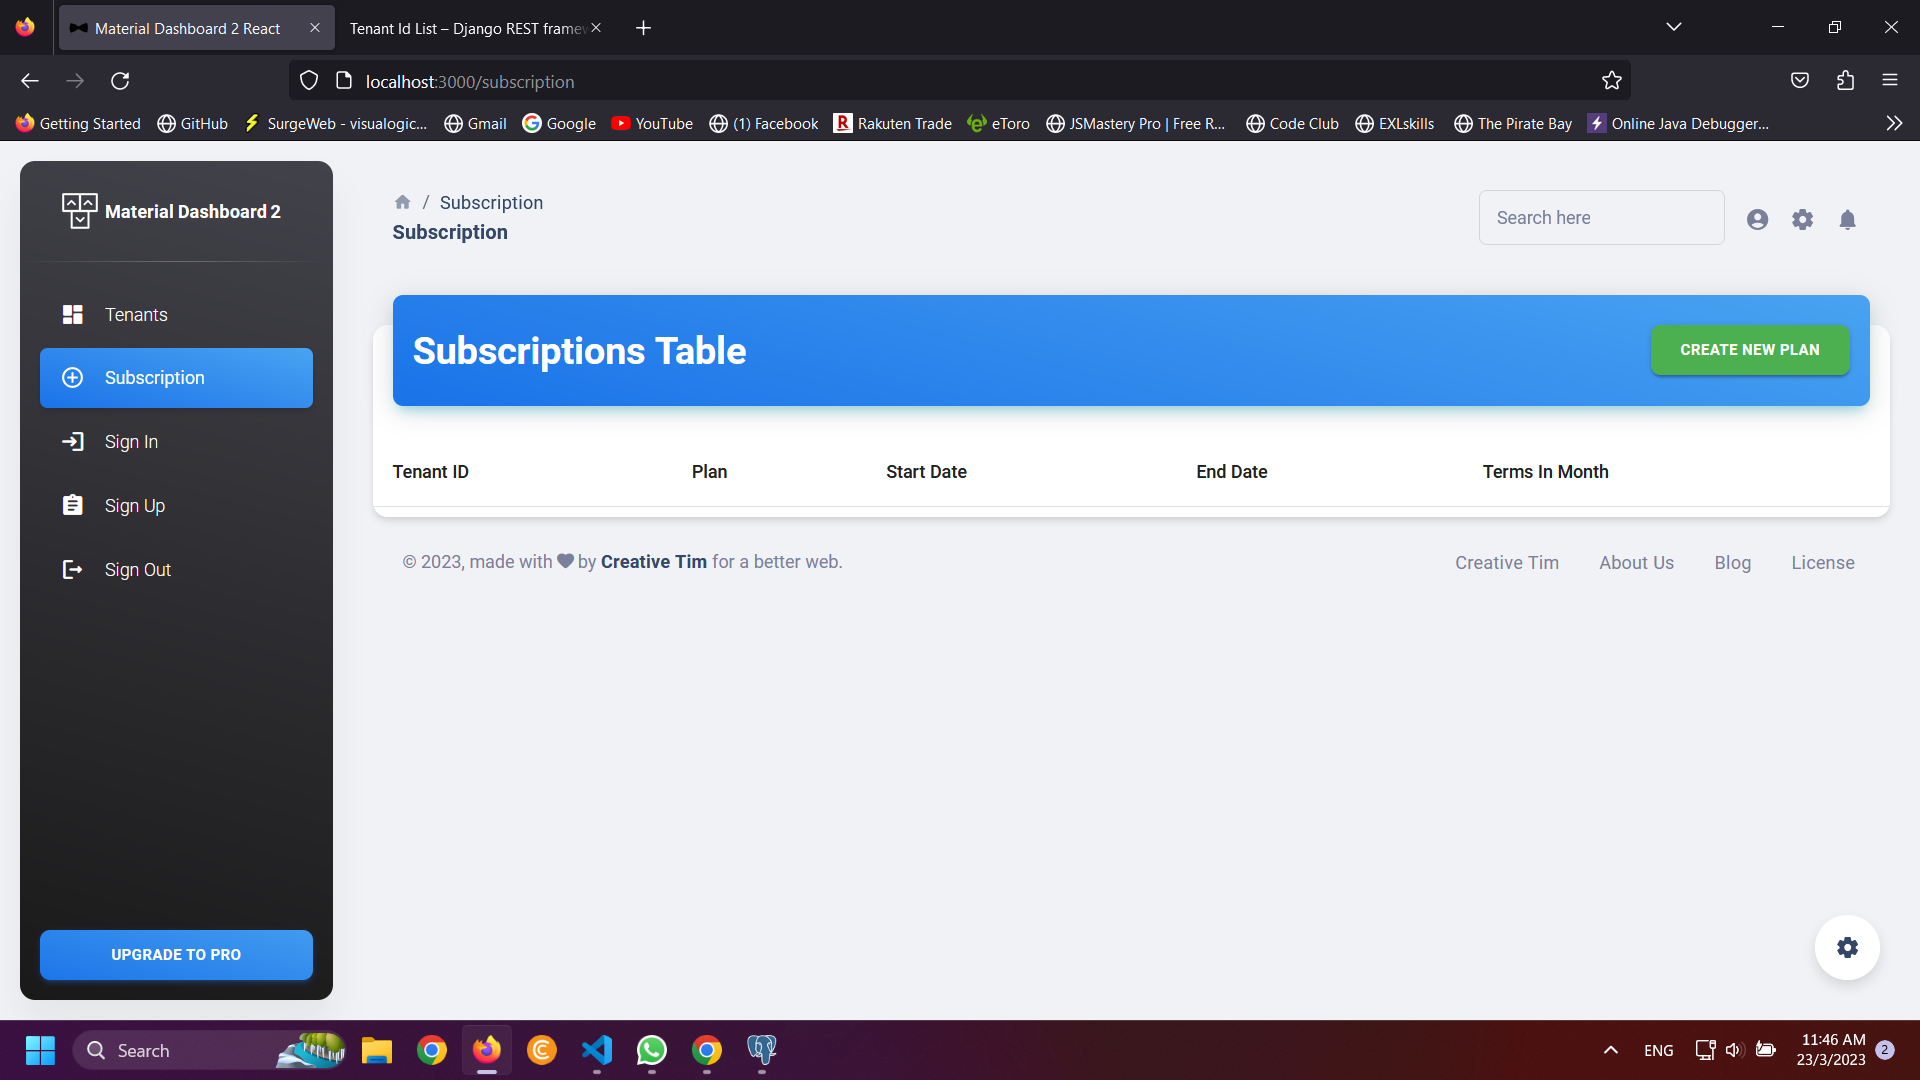 Material Dashboard 2 React
Tenant Id List – Django REST framew
localhost:3000/subscription
Getting Started
GitHub
SurgeWeb - visualogic...
Gmail
Google
YouTube
(1) Facebook
Rakuten Trade
eToro
JSMastery Pro | Free R...
Code Club
EXLskills
The Pirate Bay
Online Java Debugger...
Material Dashboard 2
Tenants
Subscription
Sign In
Sign Up
Sign Out
UPGRADE TO PRO
/ Subscription
Subscription
Search here
Subscriptions Table
CREATE NEW PLAN
Tenant ID Plan Start Date End Date Terms In Month
© 2023, made with by Creative Tim for a better web.
Creative Tim About Us Blog License
Search
ENG
11:46 AM
23/3/2023
2